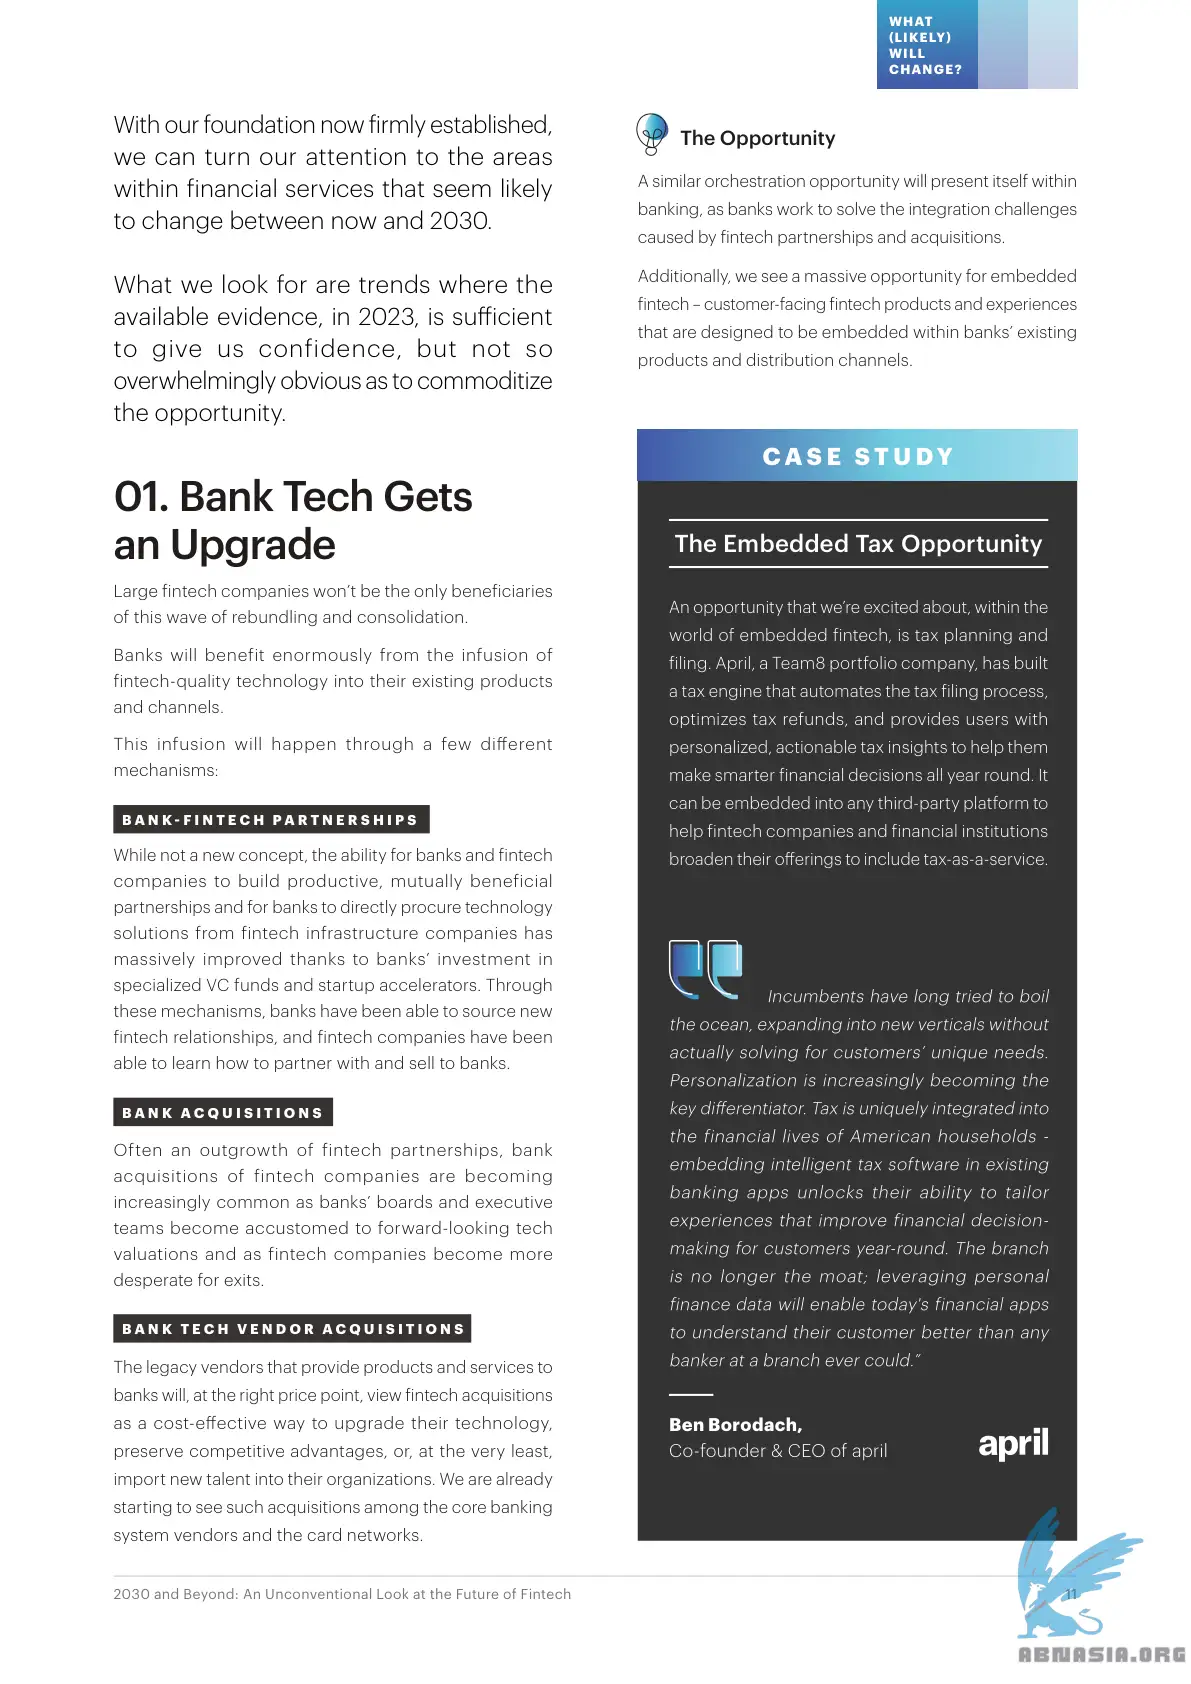 WHAT
(LIKELY)
WILL
CHANGE?
With our foundation now firmly established,
we can turn our attention to the areas
within financial services that seem likely
to change between now and 2030.
What we look for are trends where the
available evidence, in 2023, is sufficient
to give us confidence, but not so
overwhelmingly obvious as to commoditize
the opportunity.
01. Bank Tech Gets
an Upgrade
Large fintech companies won’t be the only beneficiaries
of this wave of rebundling and consolidation.
Banks will benefit enormously from the infusion of
fintech-quality technology into their existing products
and channels.
This infusion will happen through a few different
mechanisms:
BANK-FINTECH PARTNERSHIPS
While not a new concept, the ability for banks and fintech
companies to build productive, mutually beneficial
partnerships and for banks to directly procure technology
solutions from fintech infrastructure companies has
massively improved thanks to banks’ investment in
specialized VC funds and startup accelerators. Through
these mechanisms, banks have been able to source new
fintech relationships, and fintech companies have been
able to learn how to partner with and sell to banks.
BANK ACQUISITIONS
Often an outgrowth of fintech partnerships, bank
acquisitions of fintech companies are becoming
increasingly common as banks’ boards and executive
teams become accustomed to forward-looking tech
valuations and as fintech companies become more
desperate for exits.
BANK TECH VENDOR ACQUISITIONS
The legacy vendors that provide products and services to
banks will, at the right price point, view fintech acquisitions
as a cost-effective way to upgrade their technology,
preserve competitive advantages, or, at the very least,
import new talent into their organizations. We are already
starting to see such acquisitions among the core banking
system vendors and the card networks.
The Opportunity
A similar orchestration opportunity will present itself within
banking, as banks work to solve the integration challenges
caused by fintech partnerships and acquisitions.
Additionally, we see a massive opportunity for embedded
fintech – customer-facing fintech products and experiences
that are designed to be embedded within banks’ existing
products and distribution channels.
CASE STUDY
The Embedded Tax Opportunity
An opportunity that we’re excited about, within the
world of embedded fintech, is tax planning and
filing. April, a Team8 portfolio company, has built
a tax engine that automates the tax filing process,
optimizes tax refunds, and provides users with
personalized, actionable tax insights to help them
make smarter financial decisions all year round. It
can be embedded into any third-party platform to
help fintech companies and financial institutions
broaden their offerings to include tax-as-a-service.
Incumbents have long tried to boil
the ocean, expanding into new verticals without
actually solving for customers’ unique needs.
Personalization is increasingly becoming the
key differentiator. Tax is uniquely integrated into
the financial lives of American households -
embedding intelligent tax software in existing
banking apps unlocks their ability to tailor
experiences that improve financial decision-
making for customers year-round. The branch
is no longer the moat; leveraging personal
finance data will enable today's financial apps
to understand their customer better than any
banker at a branch ever could.”
Ben Borodach,
Co-founder & CEO of april
april
2030 and Beyond: An Unconventional Look at the Future of Fintech
11
ABNASIA.ORG